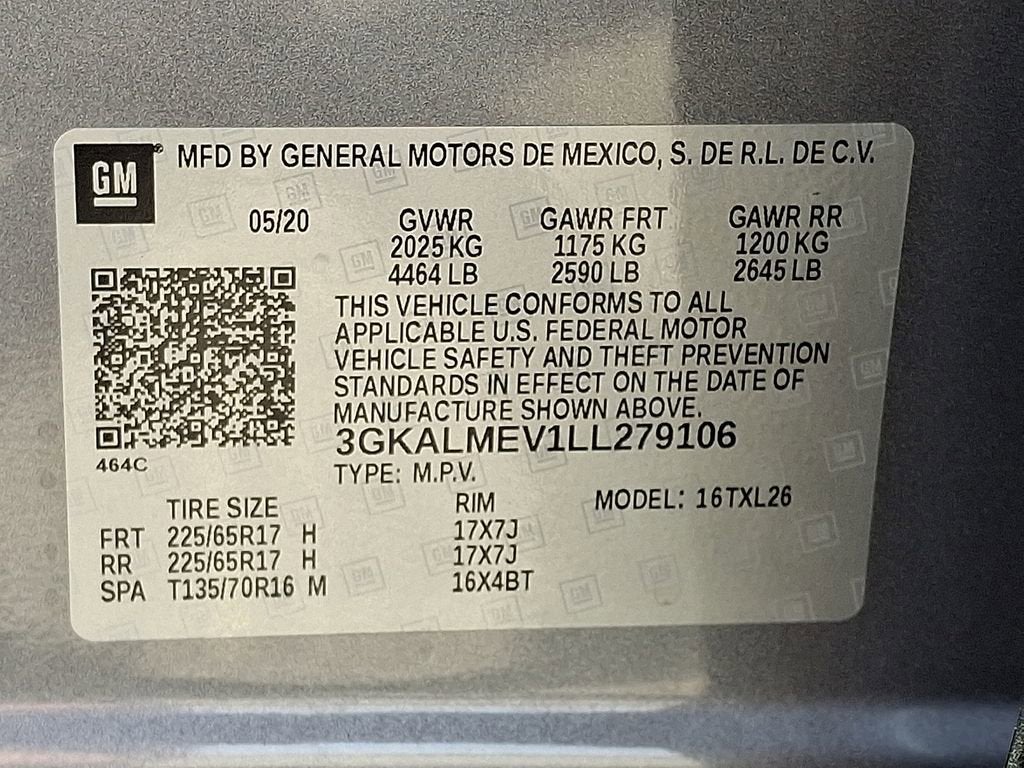 GM® MFD BY GENERAL MOTORS DE MEXICO, S. DE R.L. DE C.V.
05/20 GVWR GAWR FRT GAWR RR
2025 KG 1175 KG 1200 KG
4464 LB 2590 LB 2645 LB
THIS VEHICLE CONFORMS TO ALL
APPLICABLE U.S. FEDERAL MOTOR
VEHICLE SAFETY AND THEFT PREVENTION
STANDARDS IN EFFECT ON THE DATE OF
MANUFACTURE SHOWN ABOVE.
3GKALMEV1LL279106
464C
TYPE: M.P.V.
TIRE SIZE RIM MODEL: 16TXL26
FRT 225/65R17 H 17X7J
RR 225/65R17 H 17X7J
SPA T135/70R16 M 16X4BT